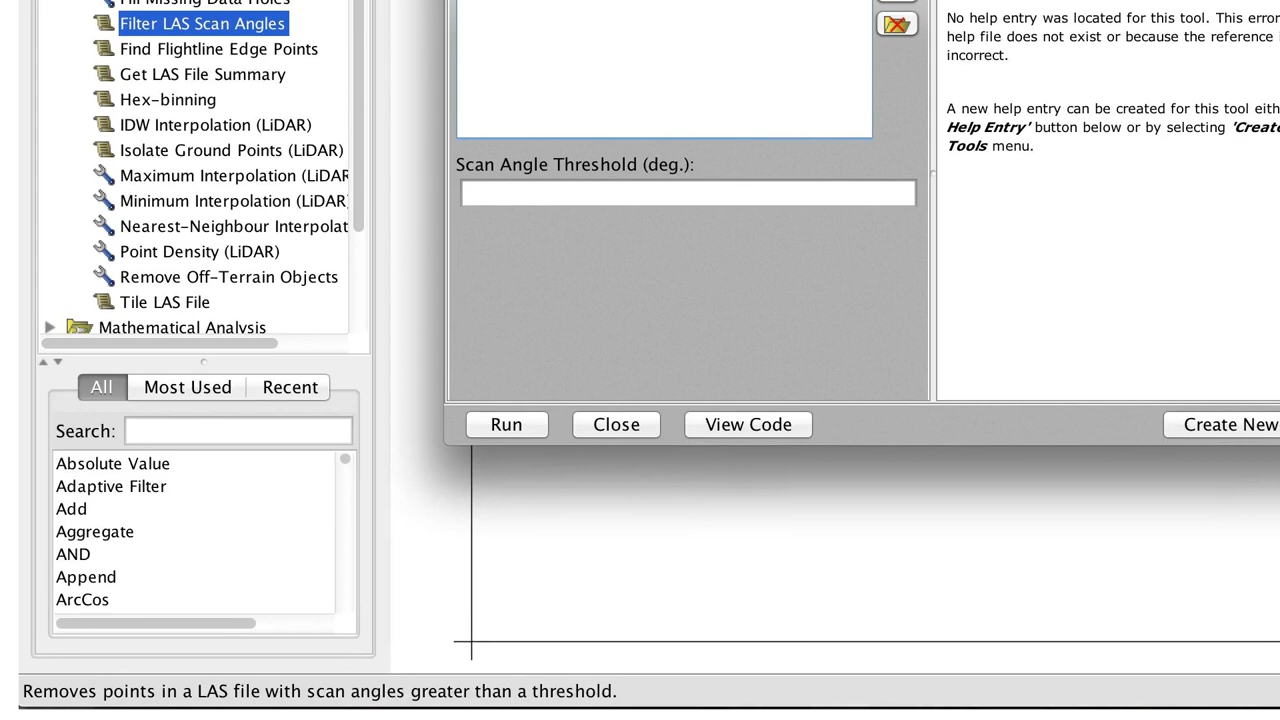 Filter LAS Scan Angles
Find Flightline Edge Points
Get LAS File Summary
Hex-binning
IDW Interpolation (LiDAR)
Isolate Ground Points (LiDAR)
Maximum Interpolation (LiDAR
Minimum Interpolation (LiDAR
Nearest-Neighbour Interpolat
Point Density (LiDAR)
Remove Off-Terrain Objects
Tile LAS File
Mathematical Analysis
All Most Used Recent
Search:
Absolute Value
Adaptive Filter
Add
Aggregate
AND
Append
ArcCos
Scan Angle Threshold (deg.):
Run Close View Code Create New
No help entry was located for this tool. This error
help file does not exist or because the reference
incorrect.
A new help entry can be created for this tool eith
Help Entry' button below or by selecting 'Create
Tools menu.
Removes points in a LAS file with scan angles greater than a threshold.